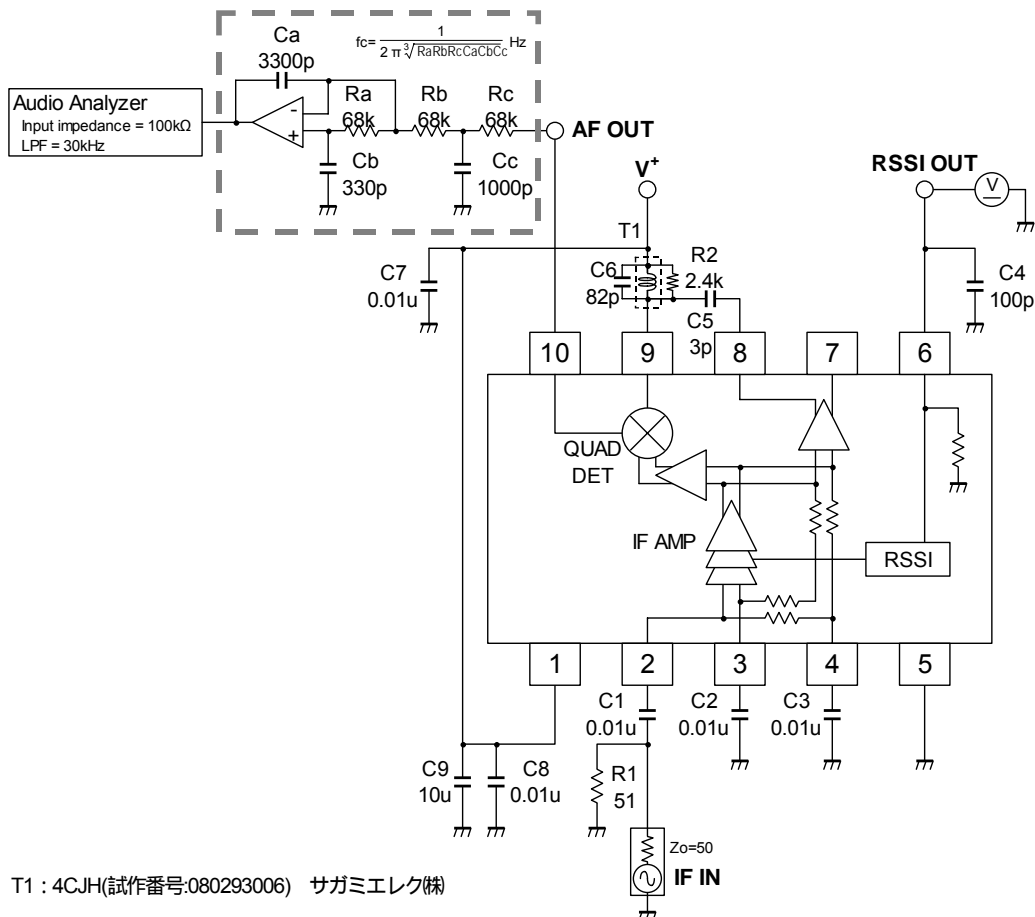 Ca
3300p
fc= 1 / 2 π ∛RaRbRcCaCbCc Hz
Audio Analyzer
Input impedance = 100kΩ
LPF = 30kHz
-
+
Ra
68k
Rb
68k
Rc
68k
AF OUT
Cb
330p
Cc
1000p
V+
RSSI OUT
V
T1
C7
0.01u
C6
82p
R2
2.4k
C5
3p
C4
100p
10
9
8
7
6
QUAD
DET
IF AMP
RSSI
1
2
3
4
5
C1
0.01u
C2
0.01u
C3
0.01u
C9
10u
C8
0.01u
R1
51
Zo=50
IF IN
T1 : 4CJH(試作番号:080293006) サガミエレク㈱